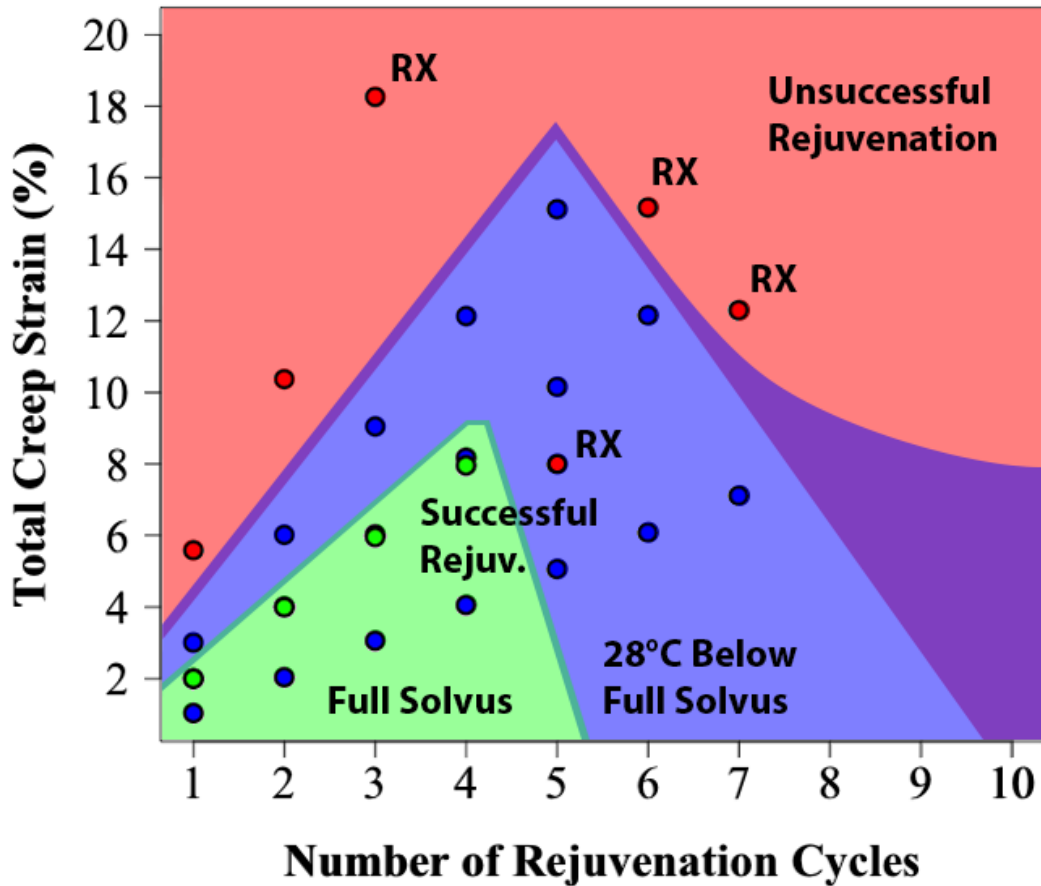 Total Creep Strain (%)
20
18
16
14
12
10
8
6
4
2
RX
Unsuccessful
Rejuvenation
RX
RX
RX
Successful
Rejuv.
28°C Below
Full Solvus
Full Solvus
1 2 3 4 5 6 7 8 9 10
Number of Rejuvenation Cycles